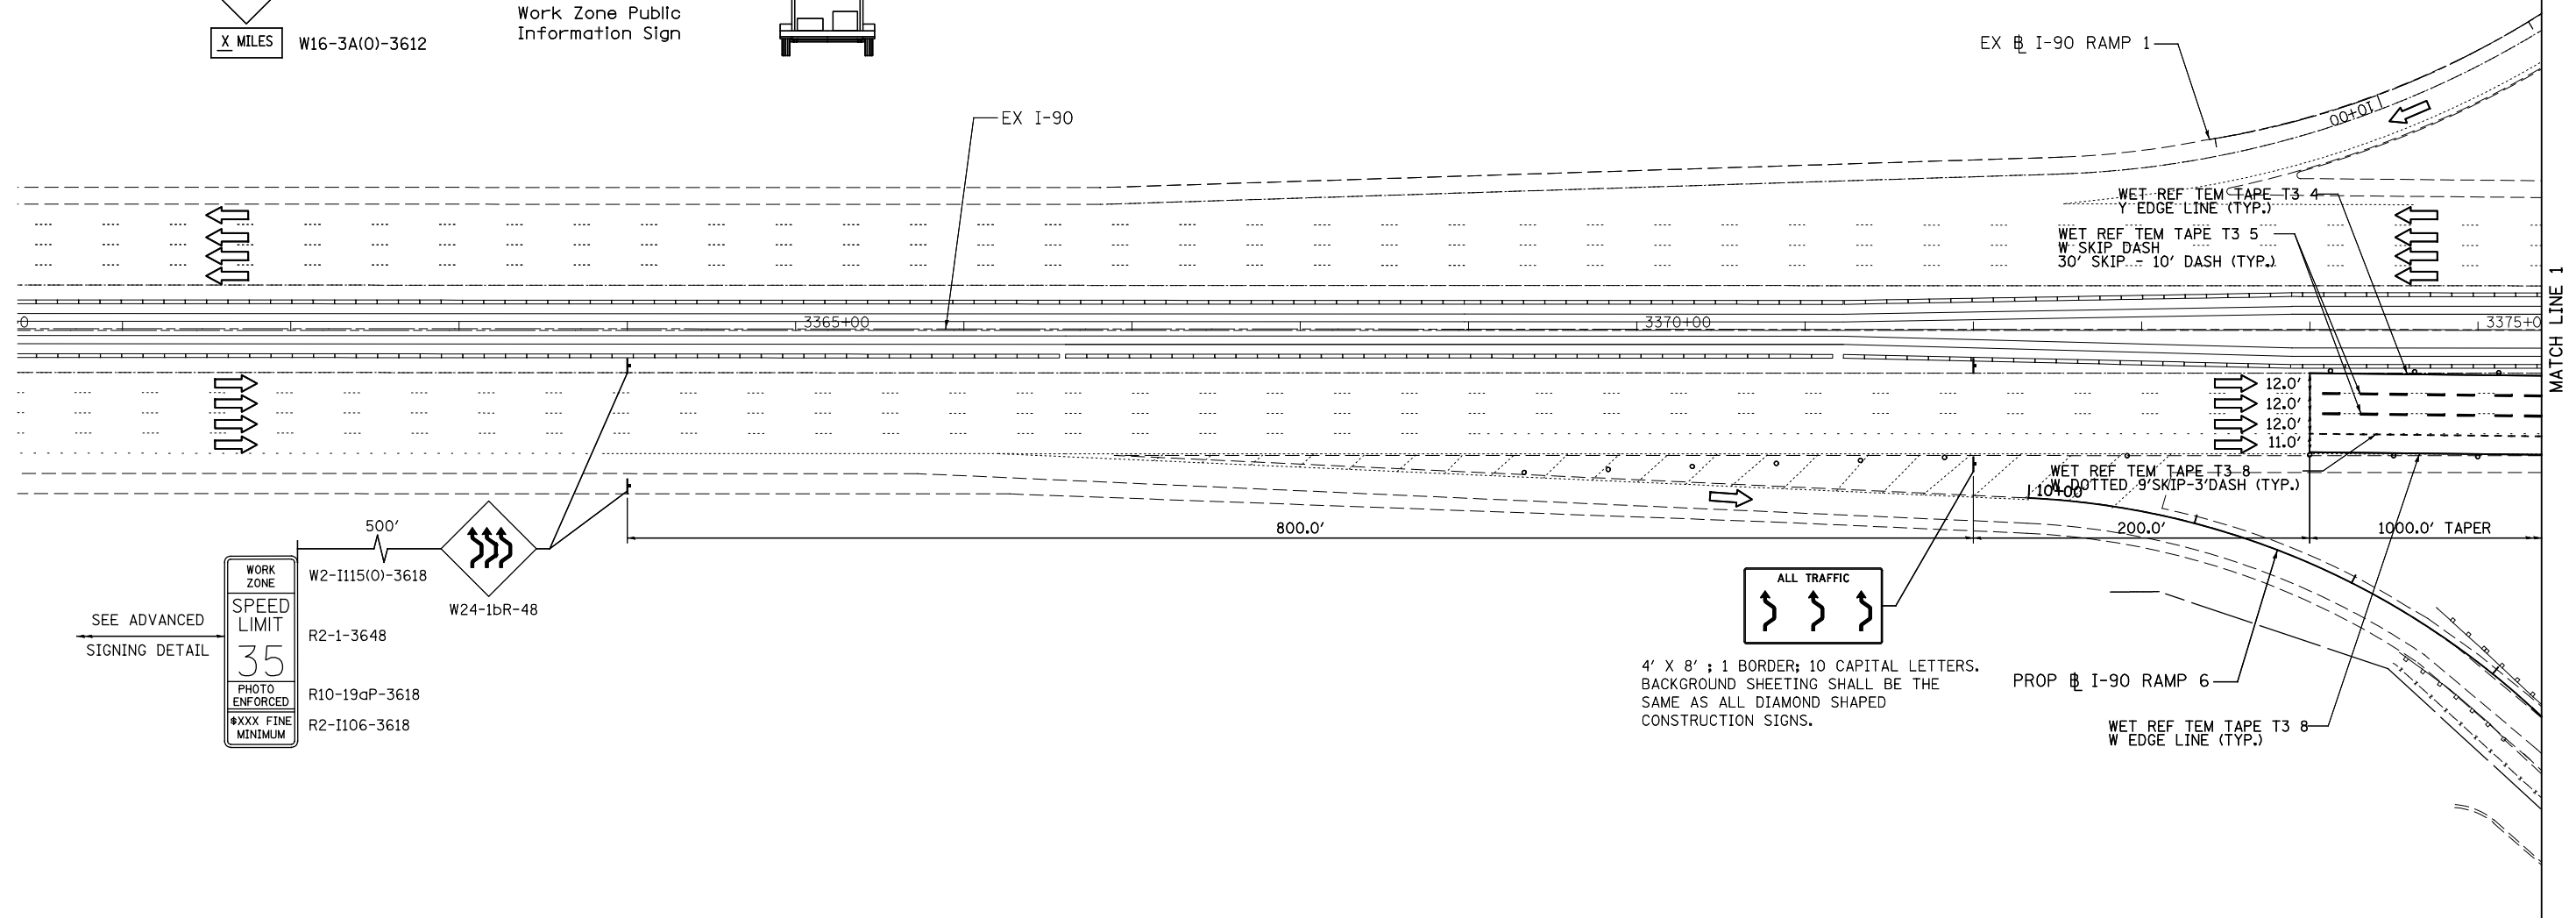 X MILES
W16-3A(O)-3612
Work Zone Public
Information Sign
EX BL I-90 RAMP 1
EX I-90
10+00
WET REF TEM TAPE T3 4
Y EDGE LINE (TYP.)
WET REF TEM TAPE T3 5
W SKIP DASH
30' SKIP - 10' DASH (TYP.)
MATCH LINE 1
0
3365+00
3370+00
3375+0
12.0'
12.0'
12.0'
11.0'
WET REF TEM TAPE T3 8
W DOTTED 9'SKIP-3'DASH (TYP.)
10+00
500'
800.0'
200.0'
1000.0' TAPER
WORK
ZONE
SPEED
LIMIT
35
PHOTO
ENFORCED
$XXX FINE
MINIMUM
W2-I115(O)-3618
R2-1-3648
R10-19aP-3618
R2-I106-3618
W24-1bR-48
SEE ADVANCED
SIGNING DETAIL
ALL TRAFFIC
4' X 8' ; 1 BORDER; 10 CAPITAL LETTERS.
BACKGROUND SHEETING SHALL BE THE
SAME AS ALL DIAMOND SHAPED
CONSTRUCTION SIGNS.
PROP BL I-90 RAMP 6
WET REF TEM TAPE T3 8
W EDGE LINE (TYP.)